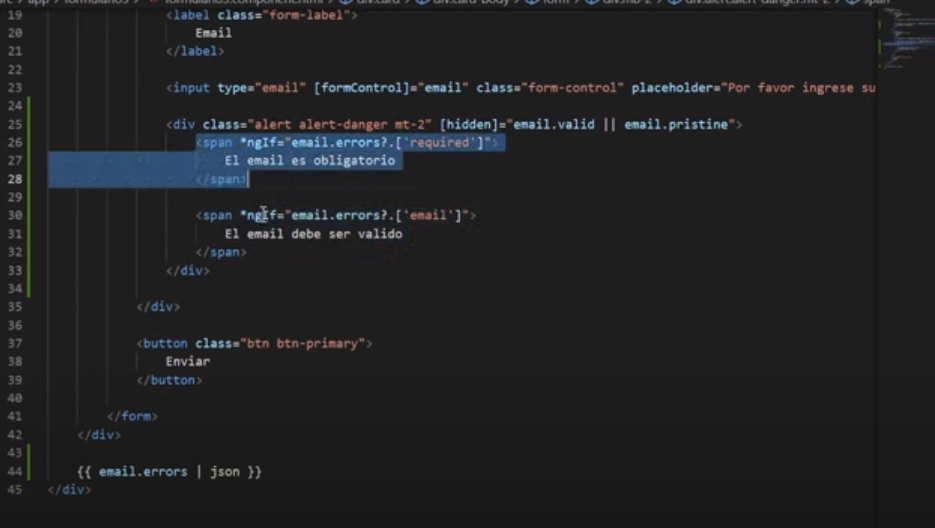 app > formulario3 > formulario3.component.html > div.card > div.card-body > form > div.mb-2 > div.alert.alert-danger.mt-2 > span
19 <label class="form-label">
20 Email
21 </label>
22
23 <input type="email" [formControl]="email" class="form-control" placeholder="Por favor ingrese su
24
25 <div class="alert alert-danger mt-2" [hidden]="email.valid || email.pristine">
26 <span *ngIf="email.errors?.['required']">
27 El email es obligatorio
28 </span>
29
30 <span *ngIf="email.errors?.['email']">
31 El email debe ser valido
32 </span>
33 </div>
34
35 </div>
36
37 <button class="btn btn-primary">
38 Enviar
39 </button>
40
41 </form>
42 </div>
43
44 {{ email.errors | json }}
45 </div>